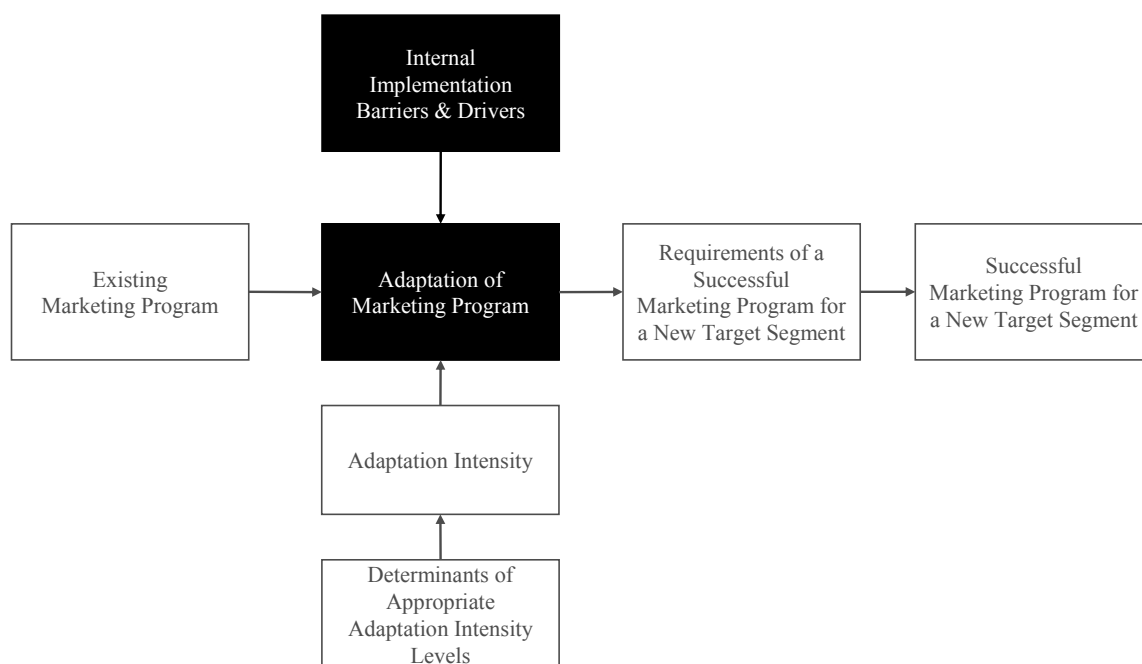 Internal
Implementation
Barriers & Drivers
Existing
Marketing Program
Adaptation of
Marketing Program
Requirements of a
Successful
Marketing Program for
a New Target Segment
Successful
Marketing Program for
a New Target Segment
Adaptation Intensity
Determinants of
Appropriate
Adaptation Intensity
Levels